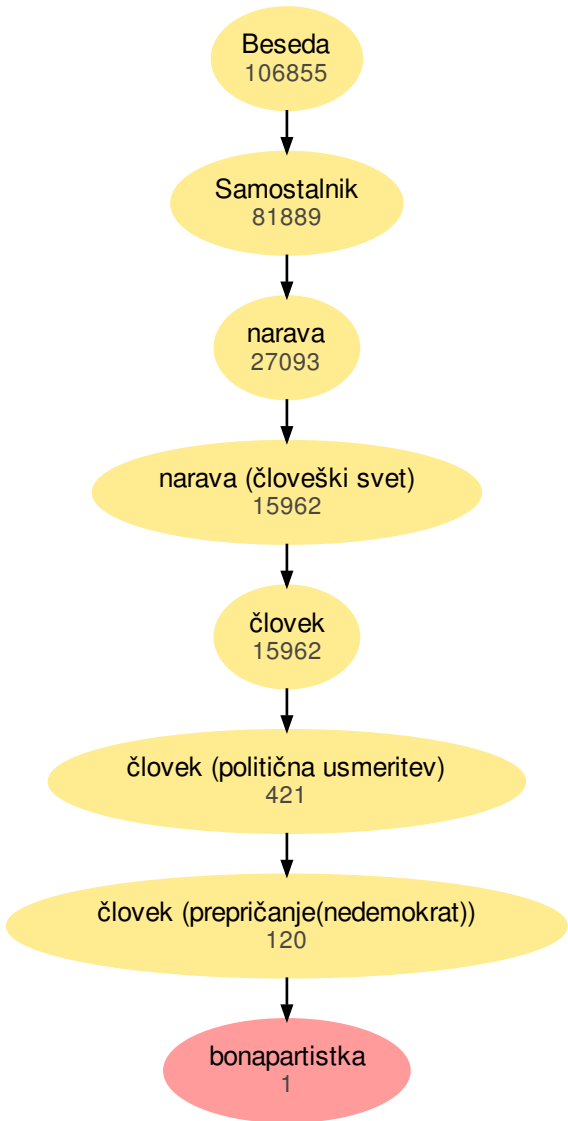 Beseda
106855
Samostalnik
81889
narava
27093
narava (človeški svet)
15962
človek
15962
človek (politična usmeritev)
421
človek (prepričanje(nedemokrat))
120
bonapartistka
1